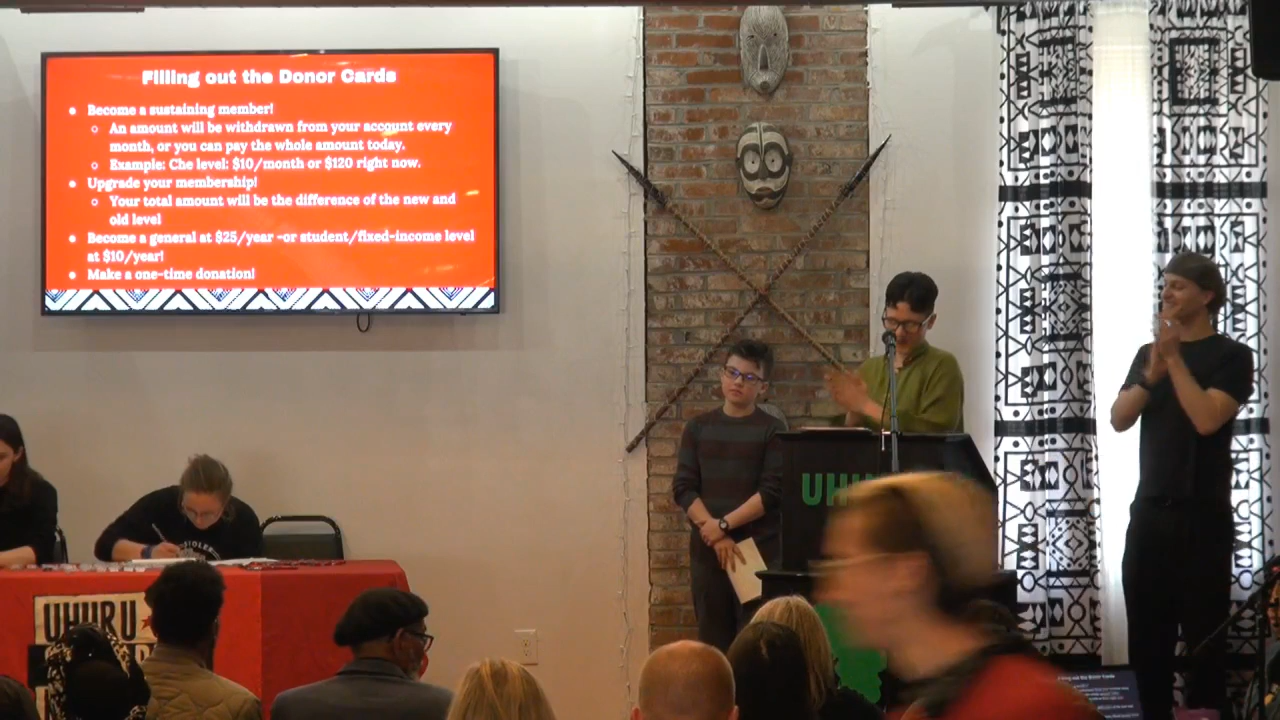 Filling out the Donor Cards
• Become a sustaining member!
○ An amount will be withdrawn from your account every
month, or you can pay the whole amount today.
○ Example: Che level: $10/month or $120 right now.
• Upgrade your membership!
○ Your total amount will be the difference of the new and
old level
• Become a general at $25/year -or student/fixed-income level
at $10/year!
• Make a one-time donation!
UHURU